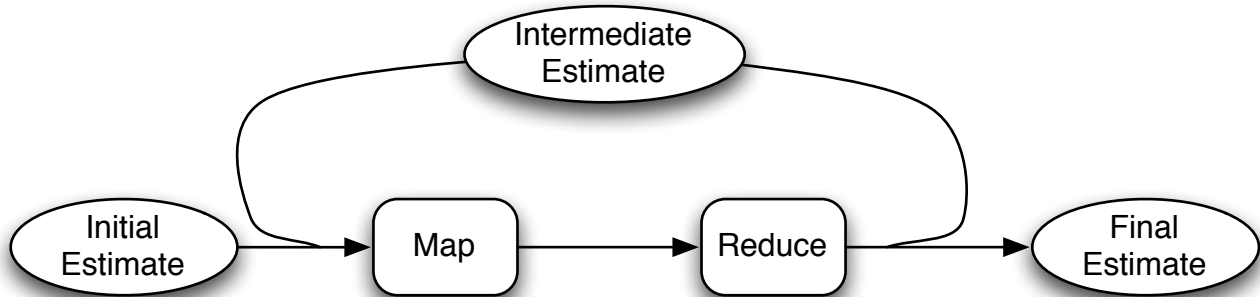 Intermediate
Estimate
Initial
Estimate
Map
Reduce
Final
Estimate